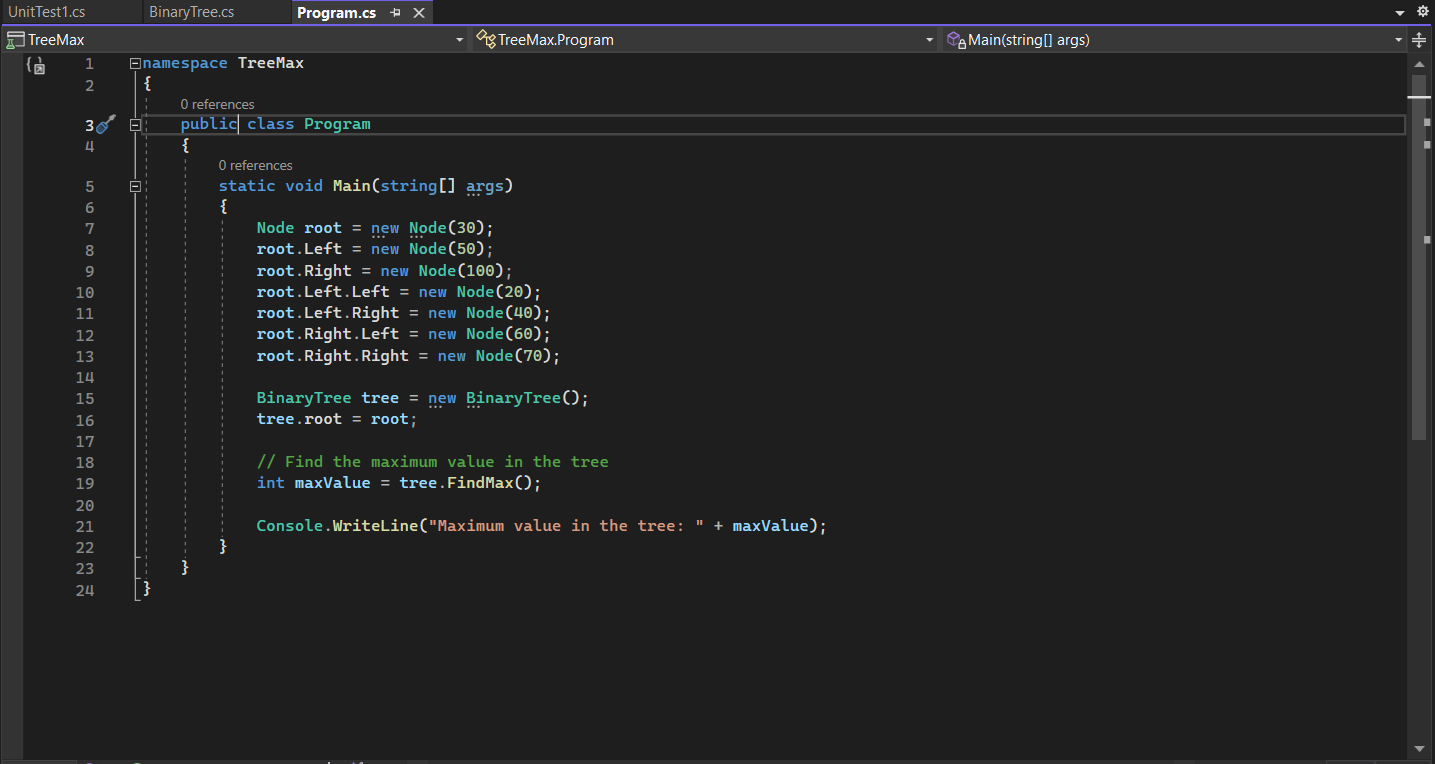 UnitTest1.cs BinaryTree.cs Program.cs
TreeMax TreeMax.Program Main(string[] args)
1 namespace TreeMax
2 {
0 references
3 public class Program
4 {
0 references
5 static void Main(string[] args)
6 {
7 Node root = new Node(30);
8 root.Left = new Node(50);
9 root.Right = new Node(100);
10 root.Left.Left = new Node(20);
11 root.Left.Right = new Node(40);
12 root.Right.Left = new Node(60);
13 root.Right.Right = new Node(70);
14
15 BinaryTree tree = new BinaryTree();
16 tree.root = root;
17
18 // Find the maximum value in the tree
19 int maxValue = tree.FindMax();
20
21 Console.WriteLine("Maximum value in the tree: " + maxValue);
22 }
23 }
24 }